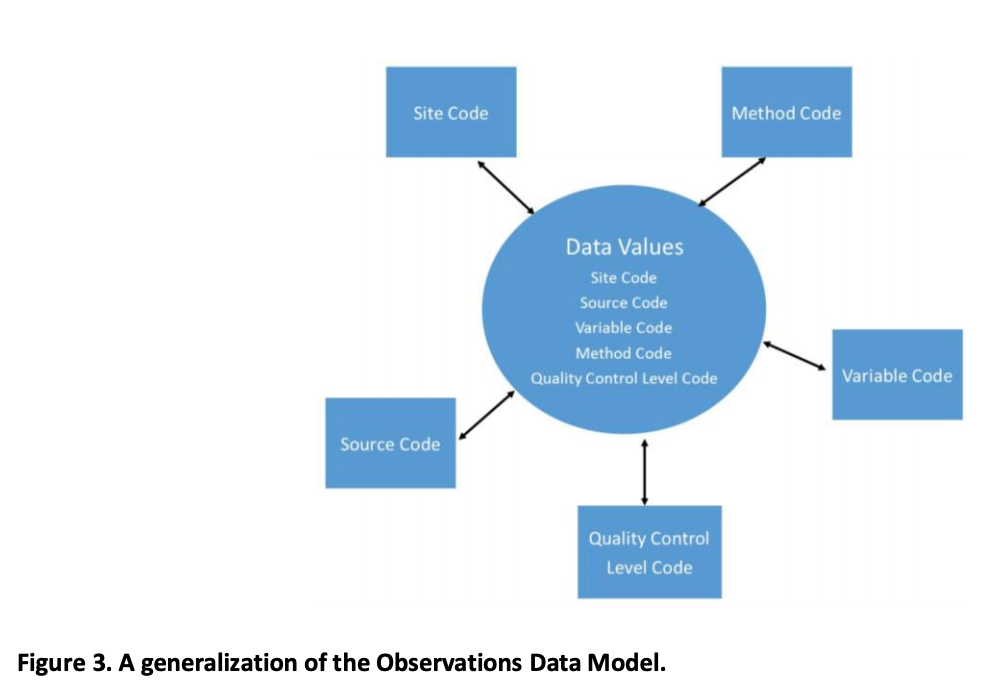 Site Code
Method Code
Data Values
Site Code
Source Code
Variable Code
Method Code
Quality Control Level Code
Variable Code
Source Code
Quality Control
Level Code
Figure 3. A generalization of the Observations Data Model.